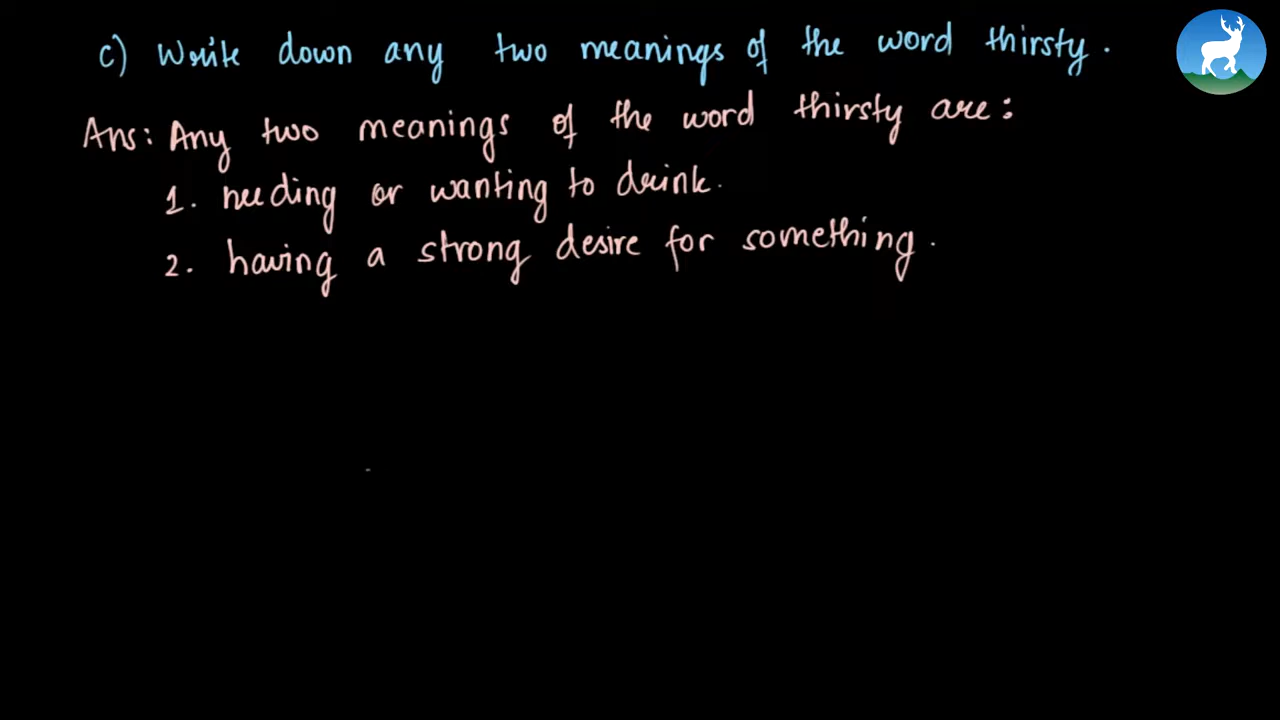 c) Write down any two meanings of the word thirsty.
Ans: Any two meanings of the word thirsty are:
1. needing or wanting to drink.
2. having a strong desire for something.